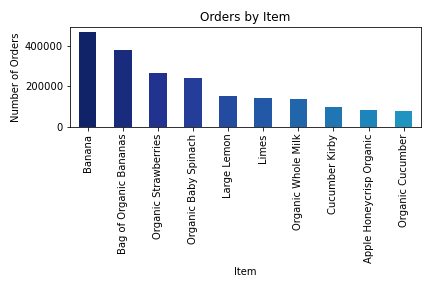 Orders by Item
Number of Orders
400000
200000
0
Banana
Bag of Organic Bananas
Organic Strawberries
Organic Baby Spinach
Large Lemon
Limes
Organic Whole Milk
Cucumber Kirby
Apple Honeycrisp Organic
Organic Cucumber
Item